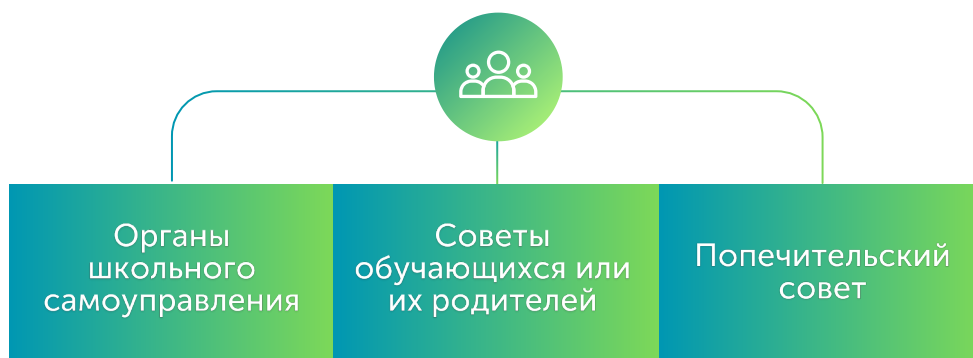 Органы
школьного
самоуправления
Советы
обучающихся или
их родителей
Попечительский
совет